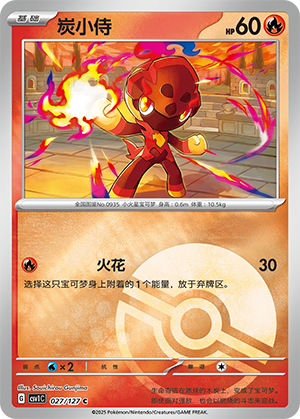 基础
炭小侍
HP60
全国图鉴No.0935 小火星宝可梦 身高：0.6m 体重：10.5kg
火花 30
选择这只宝可梦身上附着的1个能量，放于弃牌区。
弱点 ×2 抵抗力 撤退
Illus. Souichirou Gunjima
G CSV1C 027/127 C
©2025 Pokémon/Nintendo/Creatures/GAME FREAK.